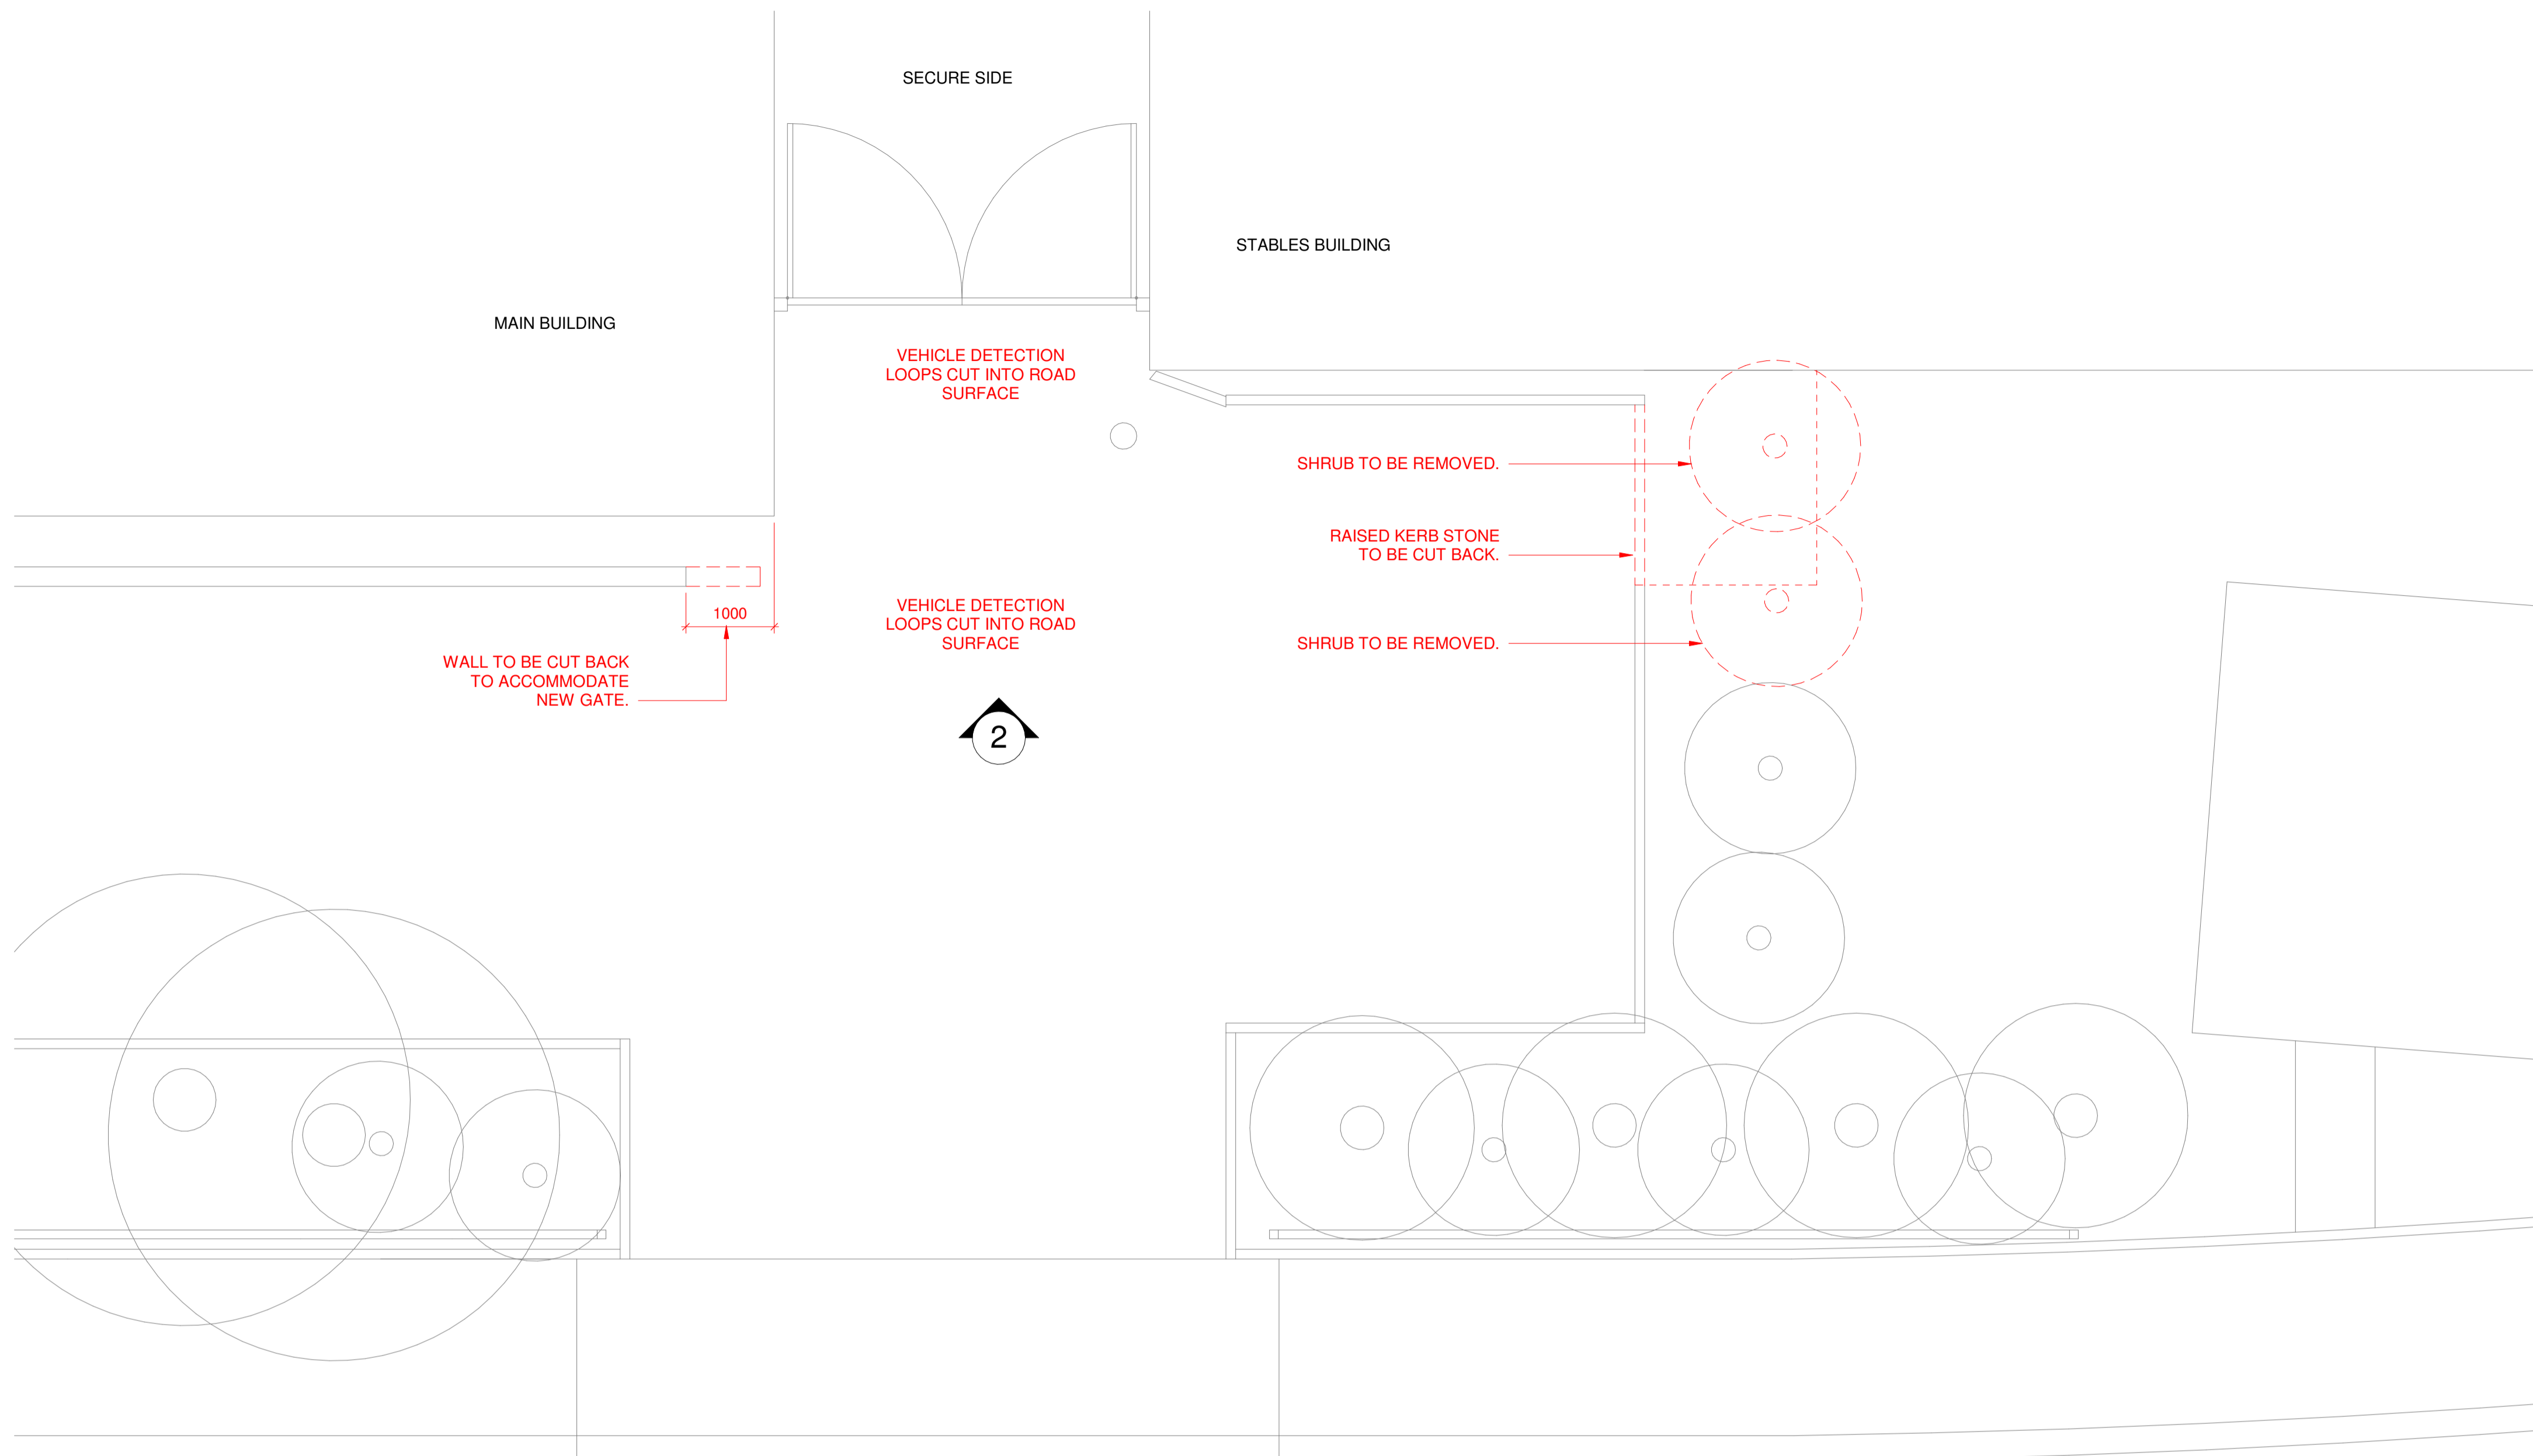 SECURE SIDE
STABLES BUILDING
MAIN BUILDING
VEHICLE DETECTION
LOOPS CUT INTO ROAD
SURFACE
SHRUB TO BE REMOVED.
RAISED KERB STONE
TO BE CUT BACK.
VEHICLE DETECTION
LOOPS CUT INTO ROAD
SURFACE
1000
SHRUB TO BE REMOVED.
WALL TO BE CUT BACK
TO ACCOMMODATE
NEW GATE.
2